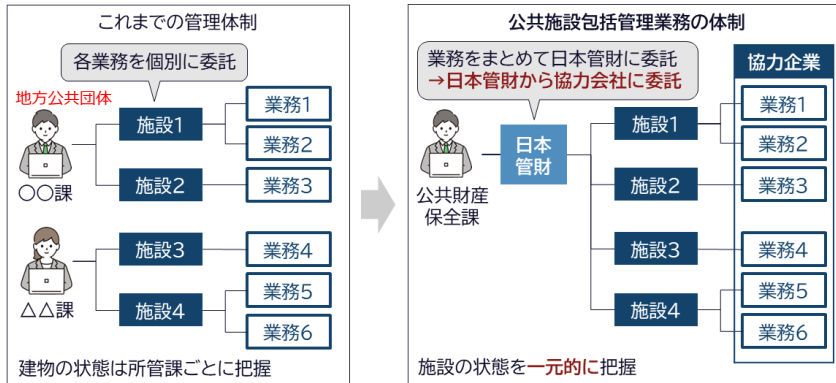 これまでの管理体制
各業務を個別に委託
地方公共団体
〇〇課
施設1
業務1
業務2
施設2
業務3
△△課
施設3
業務4
施設4
業務5
業務6
建物の状態は所管課ごとに把握
公共施設包括管理業務の体制
業務をまとめて日本管財に委託
→日本管財から協力会社に委託
協力企業
公共財産
保全課
日本
管財
施設1
業務1
業務2
施設2
業務3
施設3
業務4
施設4
業務5
業務6
施設の状態を一元的に把握